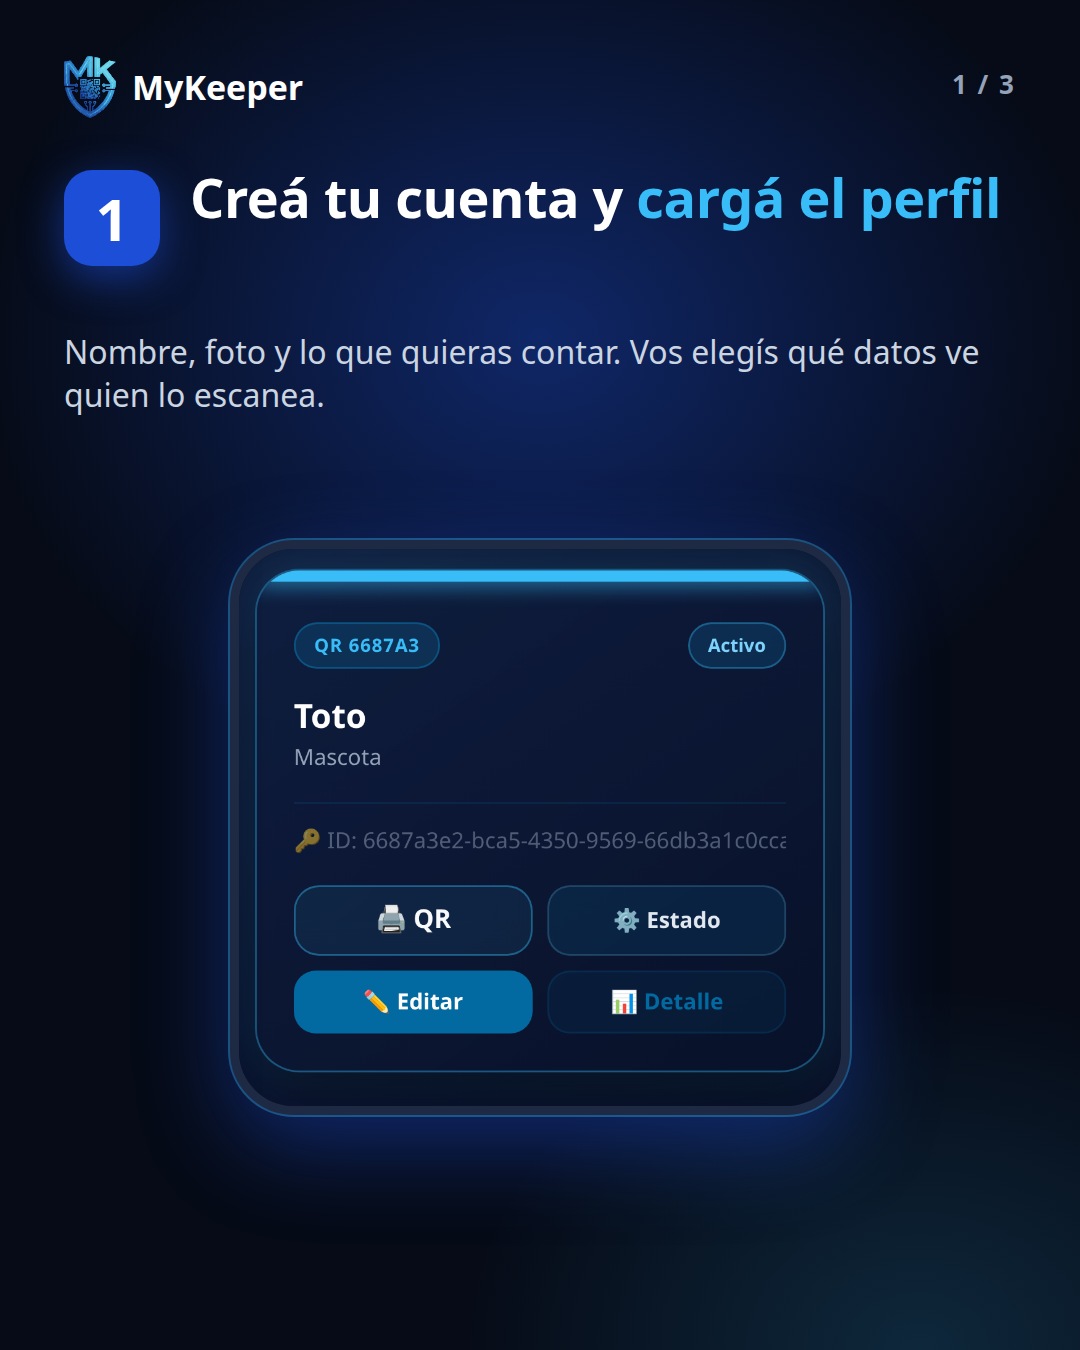 MK
MyKeeper
1 / 3
1
Creá tu cuenta y cargá el perfil
Nombre, foto y lo que quieras contar. Vos elegís qué datos ve
quien lo escanea.
QR 6687A3
Activo
Toto
Mascota
🔑 ID: 6687a3e2-bca5-4350-9569-66db3a1c0cca
🖨️ QR
⚙️ Estado
✏️ Editar
📊 Detalle